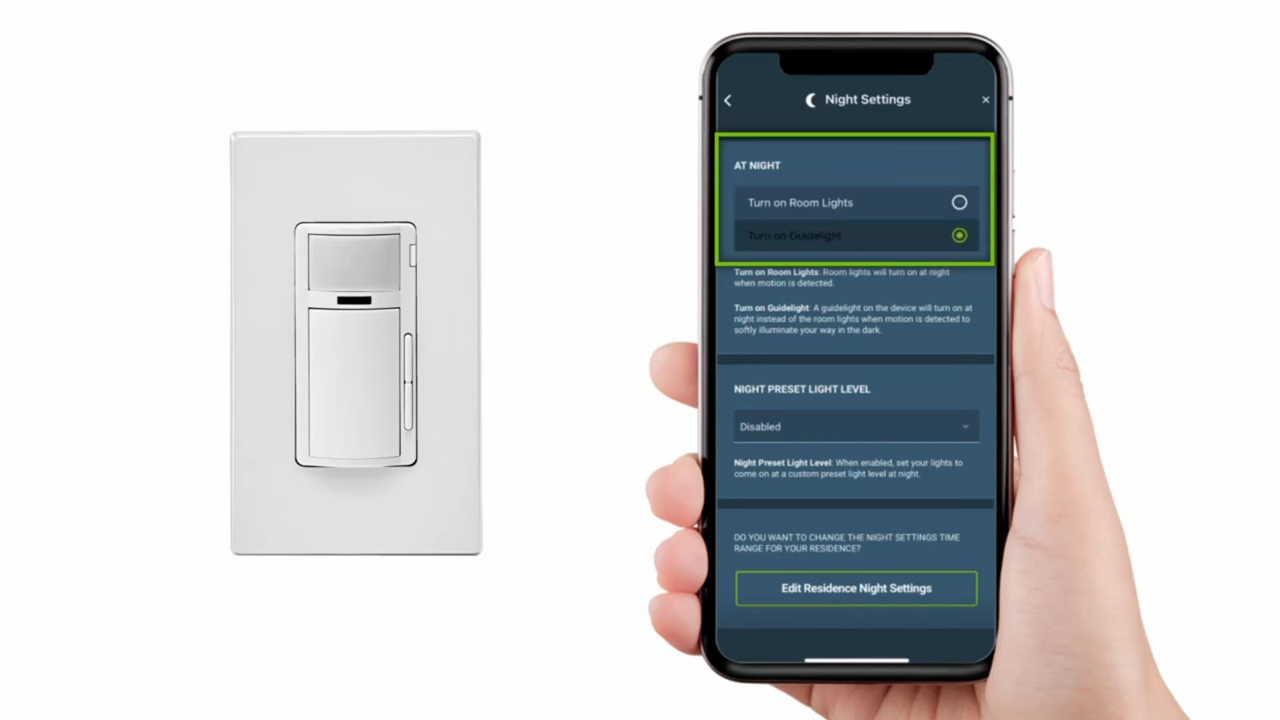 Night Settings
AT NIGHT
Turn on Room Lights
Turn on Guidelight
Turn on Room Lights: Room lights will turn on at night
when motion is detected.
Turn on Guidelight: A guidelight on the device will turn on at
night instead of the room lights when motion is detected to
softly illuminate your way in the dark.
NIGHT PRESET LIGHT LEVEL
Disabled
Night Preset Light Level: When enabled, set your lights to
come on at a custom preset light level at night.
DO YOU WANT TO CHANGE THE NIGHT SETTINGS TIME
RANGE FOR YOUR RESIDENCE?
Edit Residence Night Settings